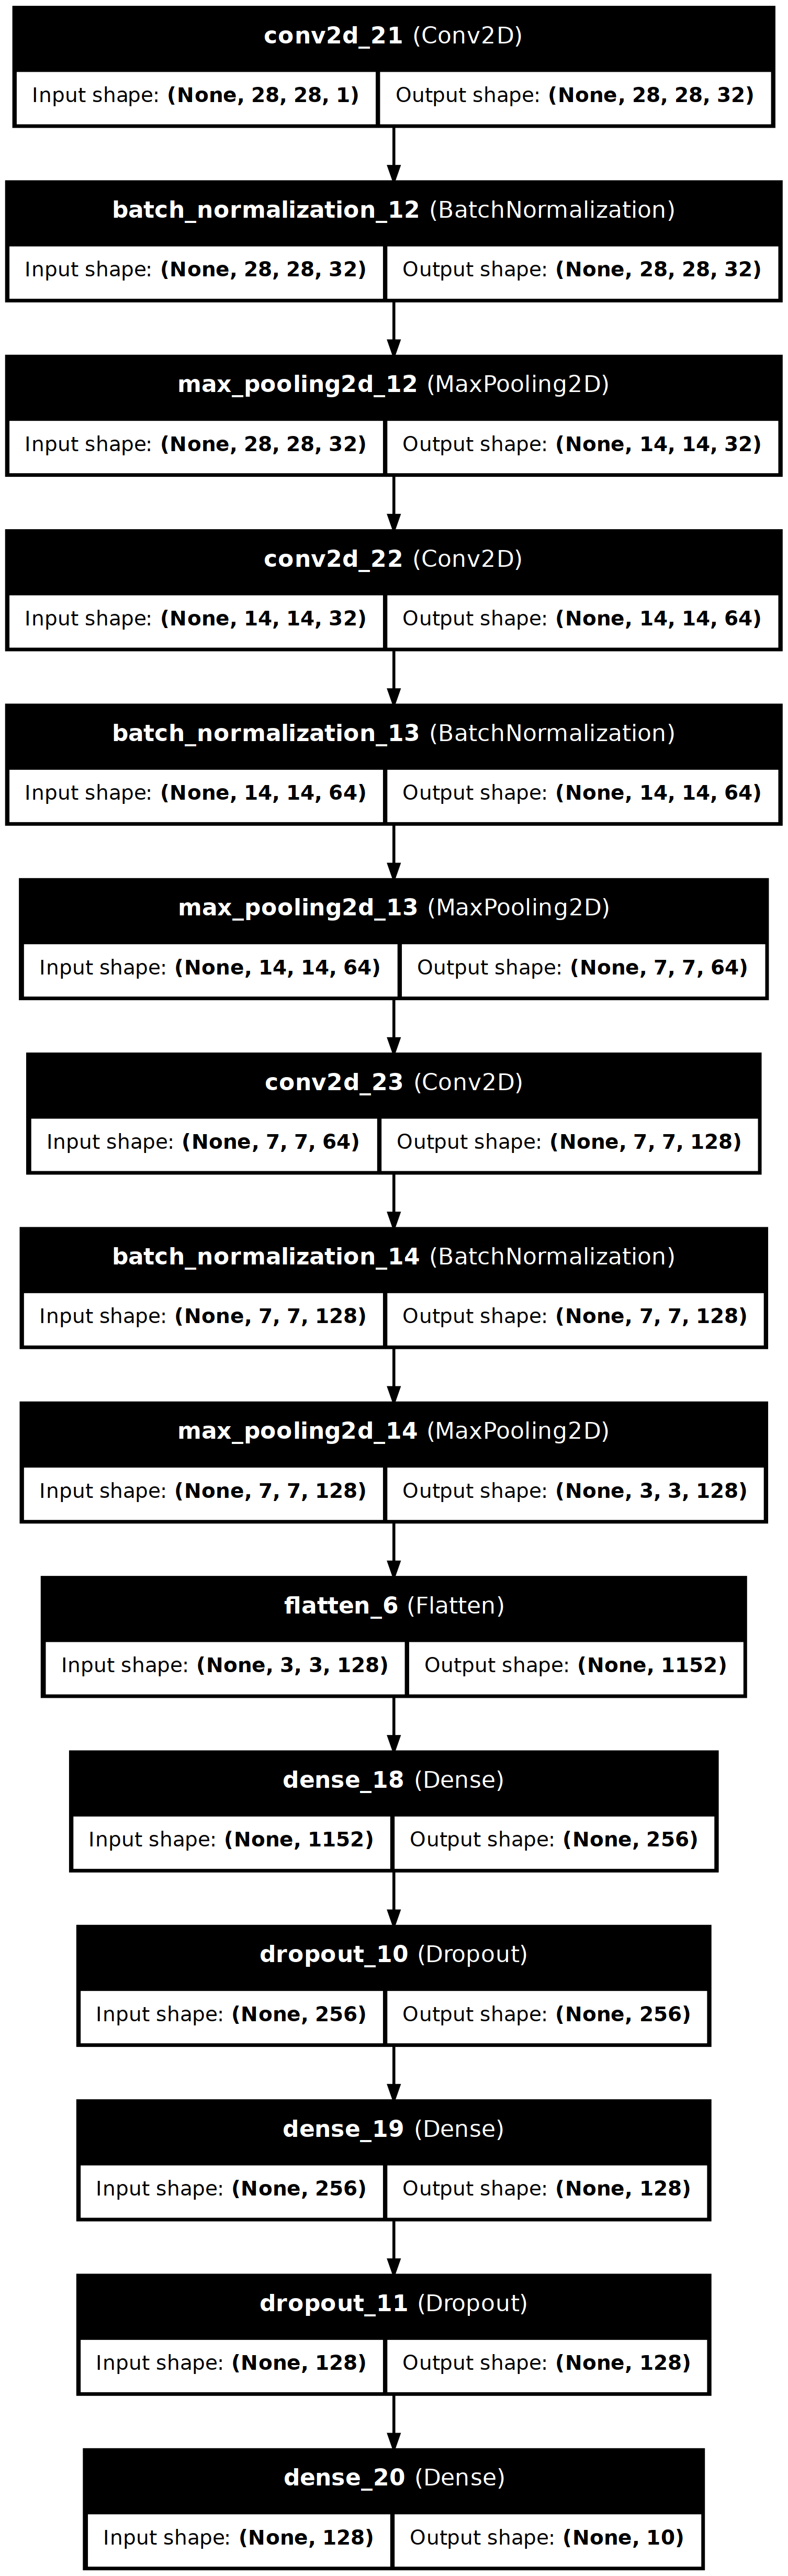 conv2d_21 (Conv2D)
Input shape: (None, 28, 28, 1) Output shape: (None, 28, 28, 32)
batch_normalization_12 (BatchNormalization)
Input shape: (None, 28, 28, 32) Output shape: (None, 28, 28, 32)
max_pooling2d_12 (MaxPooling2D)
Input shape: (None, 28, 28, 32) Output shape: (None, 14, 14, 32)
conv2d_22 (Conv2D)
Input shape: (None, 14, 14, 32) Output shape: (None, 14, 14, 64)
batch_normalization_13 (BatchNormalization)
Input shape: (None, 14, 14, 64) Output shape: (None, 14, 14, 64)
max_pooling2d_13 (MaxPooling2D)
Input shape: (None, 14, 14, 64) Output shape: (None, 7, 7, 64)
conv2d_23 (Conv2D)
Input shape: (None, 7, 7, 64) Output shape: (None, 7, 7, 128)
batch_normalization_14 (BatchNormalization)
Input shape: (None, 7, 7, 128) Output shape: (None, 7, 7, 128)
max_pooling2d_14 (MaxPooling2D)
Input shape: (None, 7, 7, 128) Output shape: (None, 3, 3, 128)
flatten_6 (Flatten)
Input shape: (None, 3, 3, 128) Output shape: (None, 1152)
dense_18 (Dense)
Input shape: (None, 1152) Output shape: (None, 256)
dropout_10 (Dropout)
Input shape: (None, 256) Output shape: (None, 256)
dense_19 (Dense)
Input shape: (None, 256) Output shape: (None, 128)
dropout_11 (Dropout)
Input shape: (None, 128) Output shape: (None, 128)
dense_20 (Dense)
Input shape: (None, 128) Output shape: (None, 10)